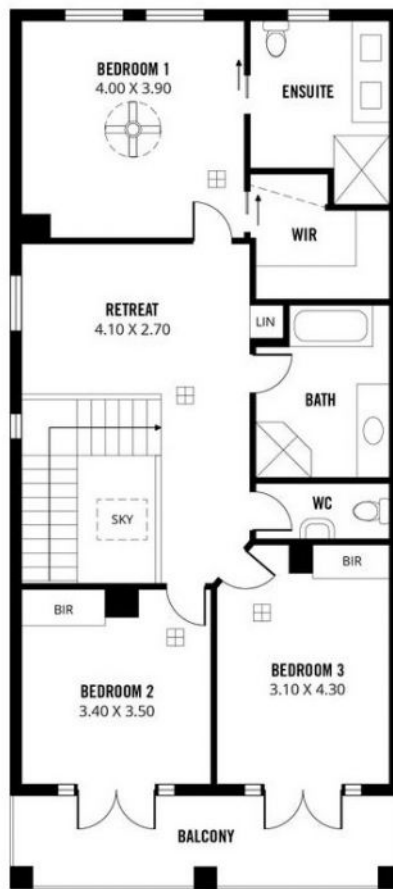 BEDROOM 1
4.00 X 3.90
ENSUITE
WIR
RETREAT
4.10 X 2.70
LIN
BATH
SKY
WC
BIR
BIR
BEDROOM 2
3.40 X 3.50
BEDROOM 3
3.10 X 4.30
BALCONY